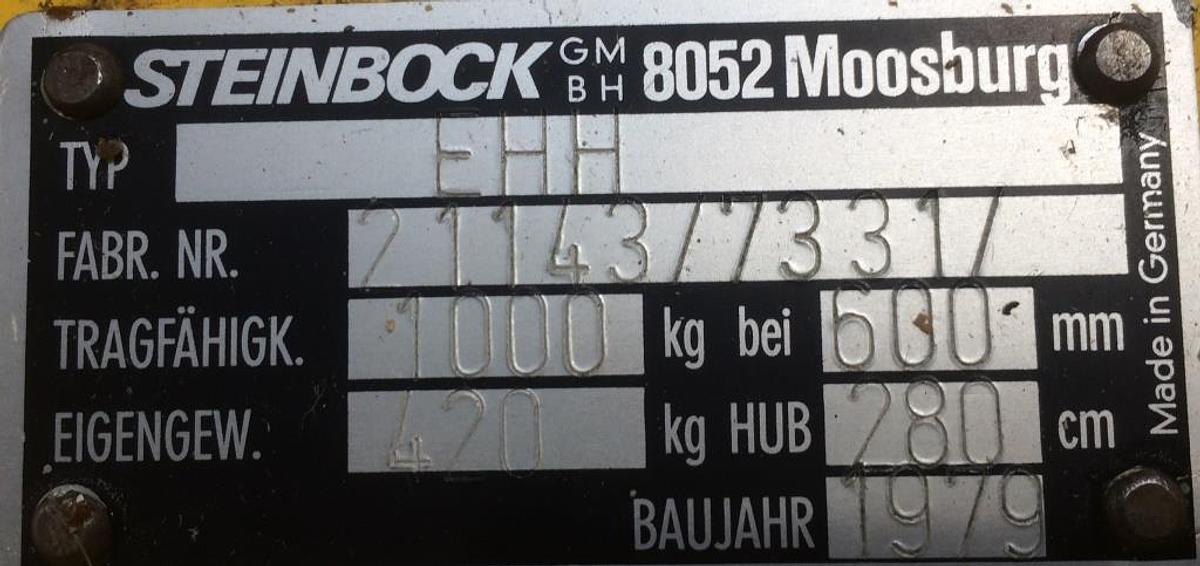 STEINBOCK GMBH 8052 Moosburg
TYP EHH
FABR. NR. 21143/7331/
TRAGFÄHIGK. 1000 kg bei 600 mm
EIGENGEW. 420 kg HUB 280 cm
BAUJAHR 1979
Made in Germany